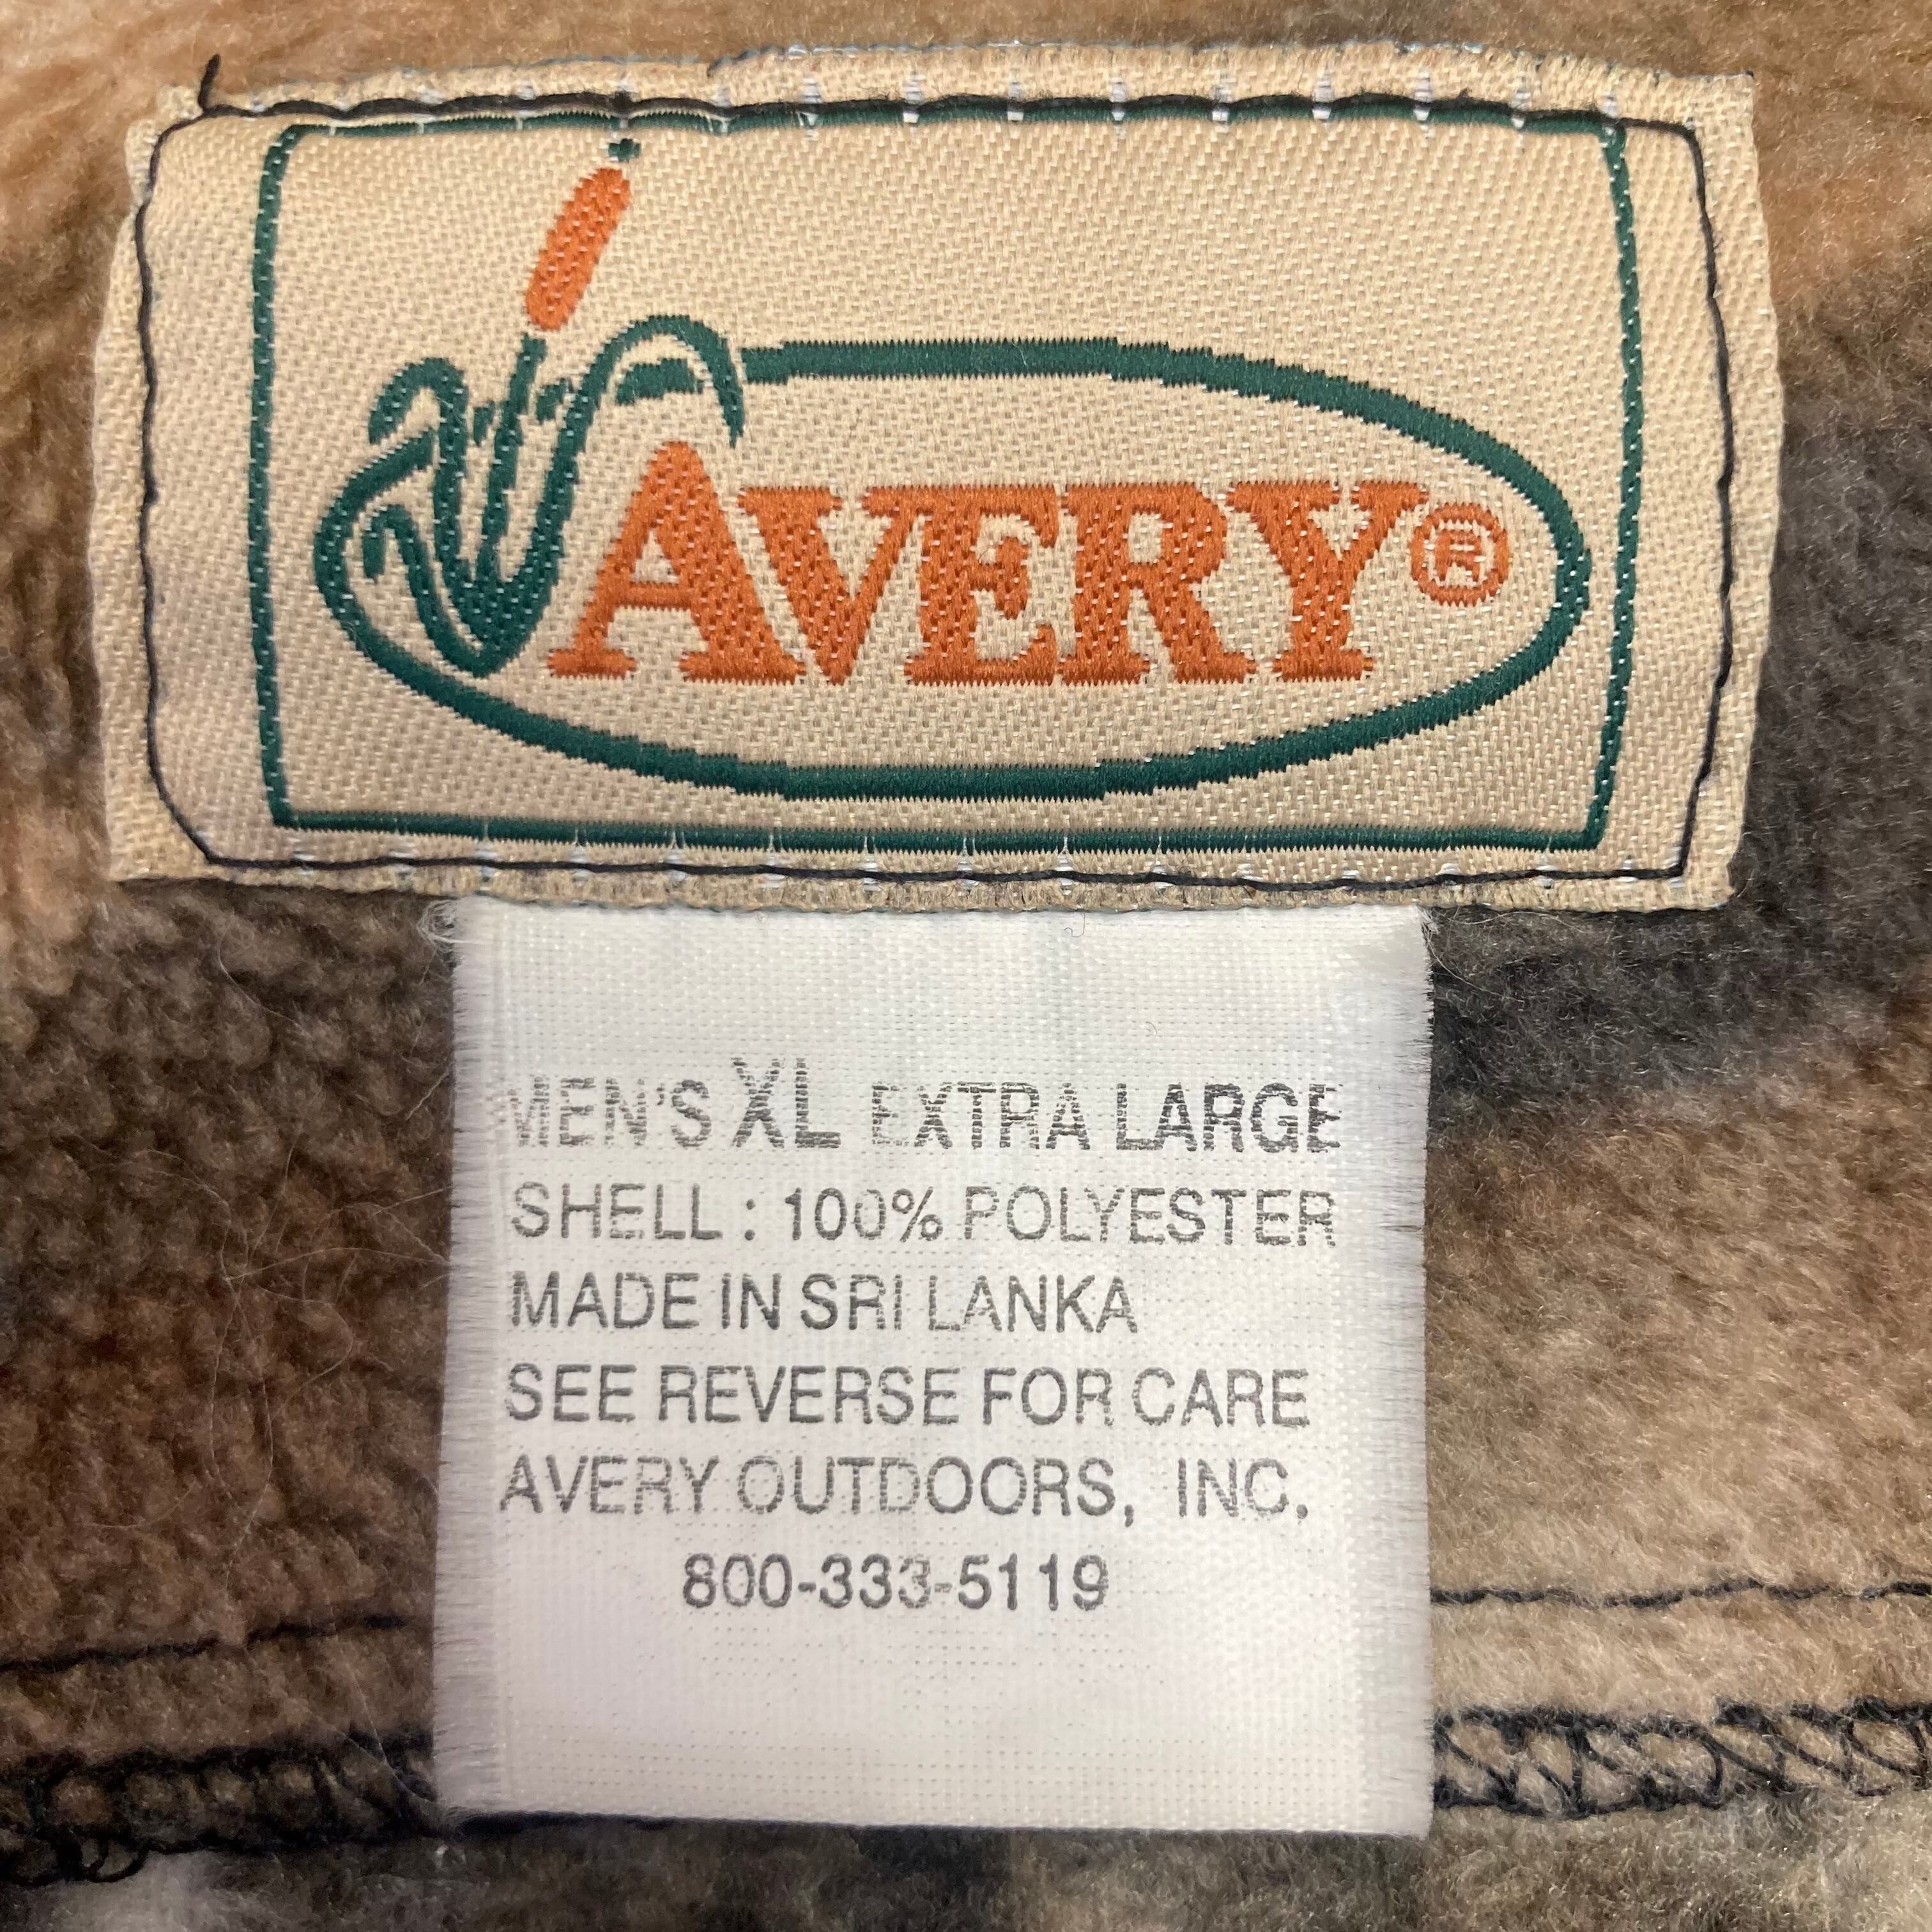 AVERY®
MEN'S XL EXTRA LARGE
SHELL : 100% POLYESTER
MADE IN SRI LANKA
SEE REVERSE FOR CARE
AVERY OUTDOORS, INC.
800-333-5119